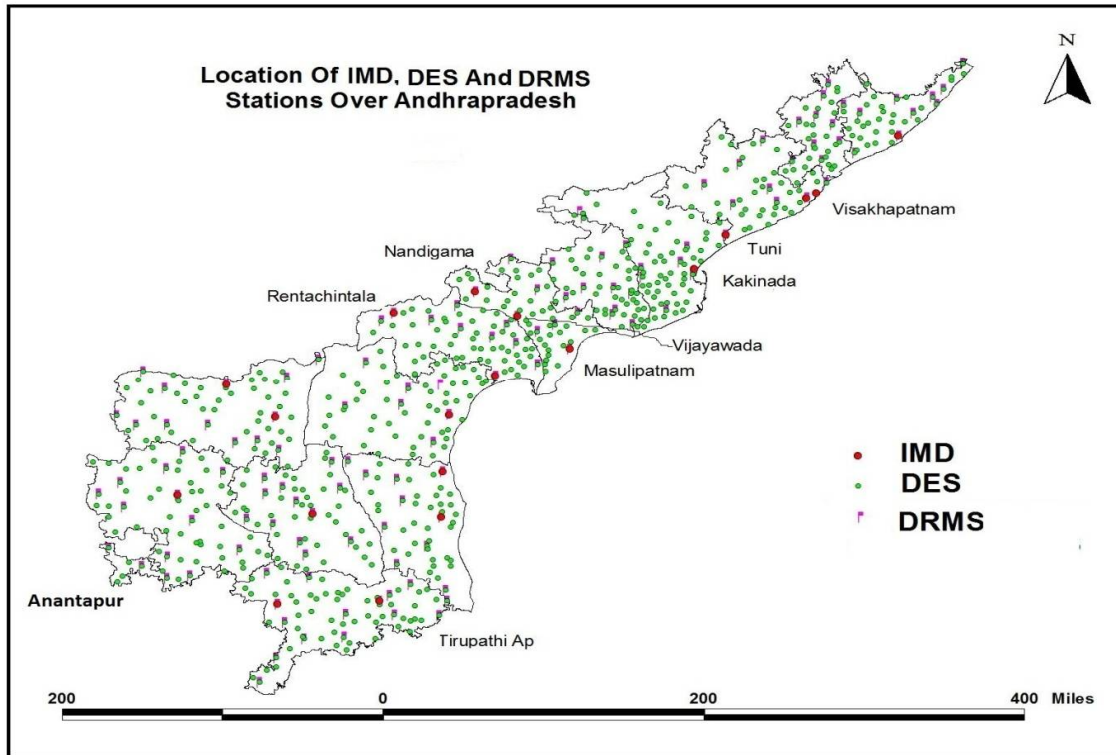 Location Of IMD, DES And DRMS
Stations Over Andhrapradesh
N
Visakhapatnam
Tuni
Nandigama
Kakinada
Rentachintala
Vijayawada
Masulipatnam
IMD
DES
DRMS
Anantapur
Tirupathi Ap
200 0 200 400 Miles